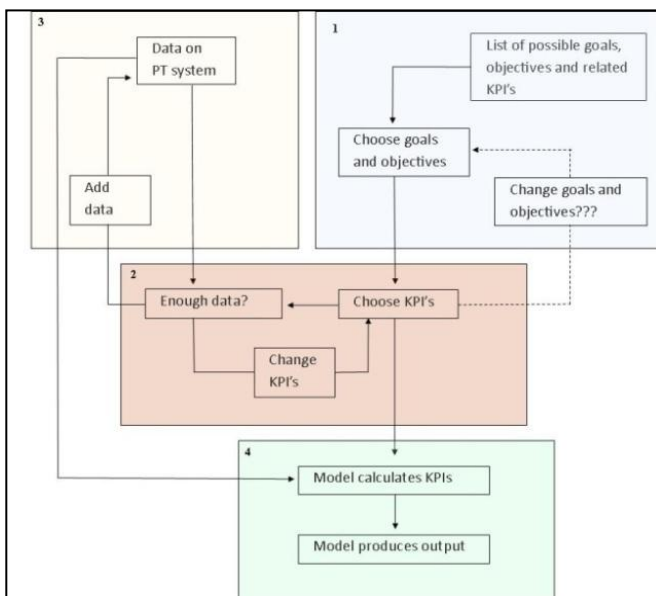 3
Data on
PT system
Add
data
1
List of possible goals,
objectives and related
KPI's
Choose goals
and objectives
Change goals and
objectives???
2
Enough data?
Choose KPI's
Change
KPI's
4
Model calculates KPIs
Model produces output